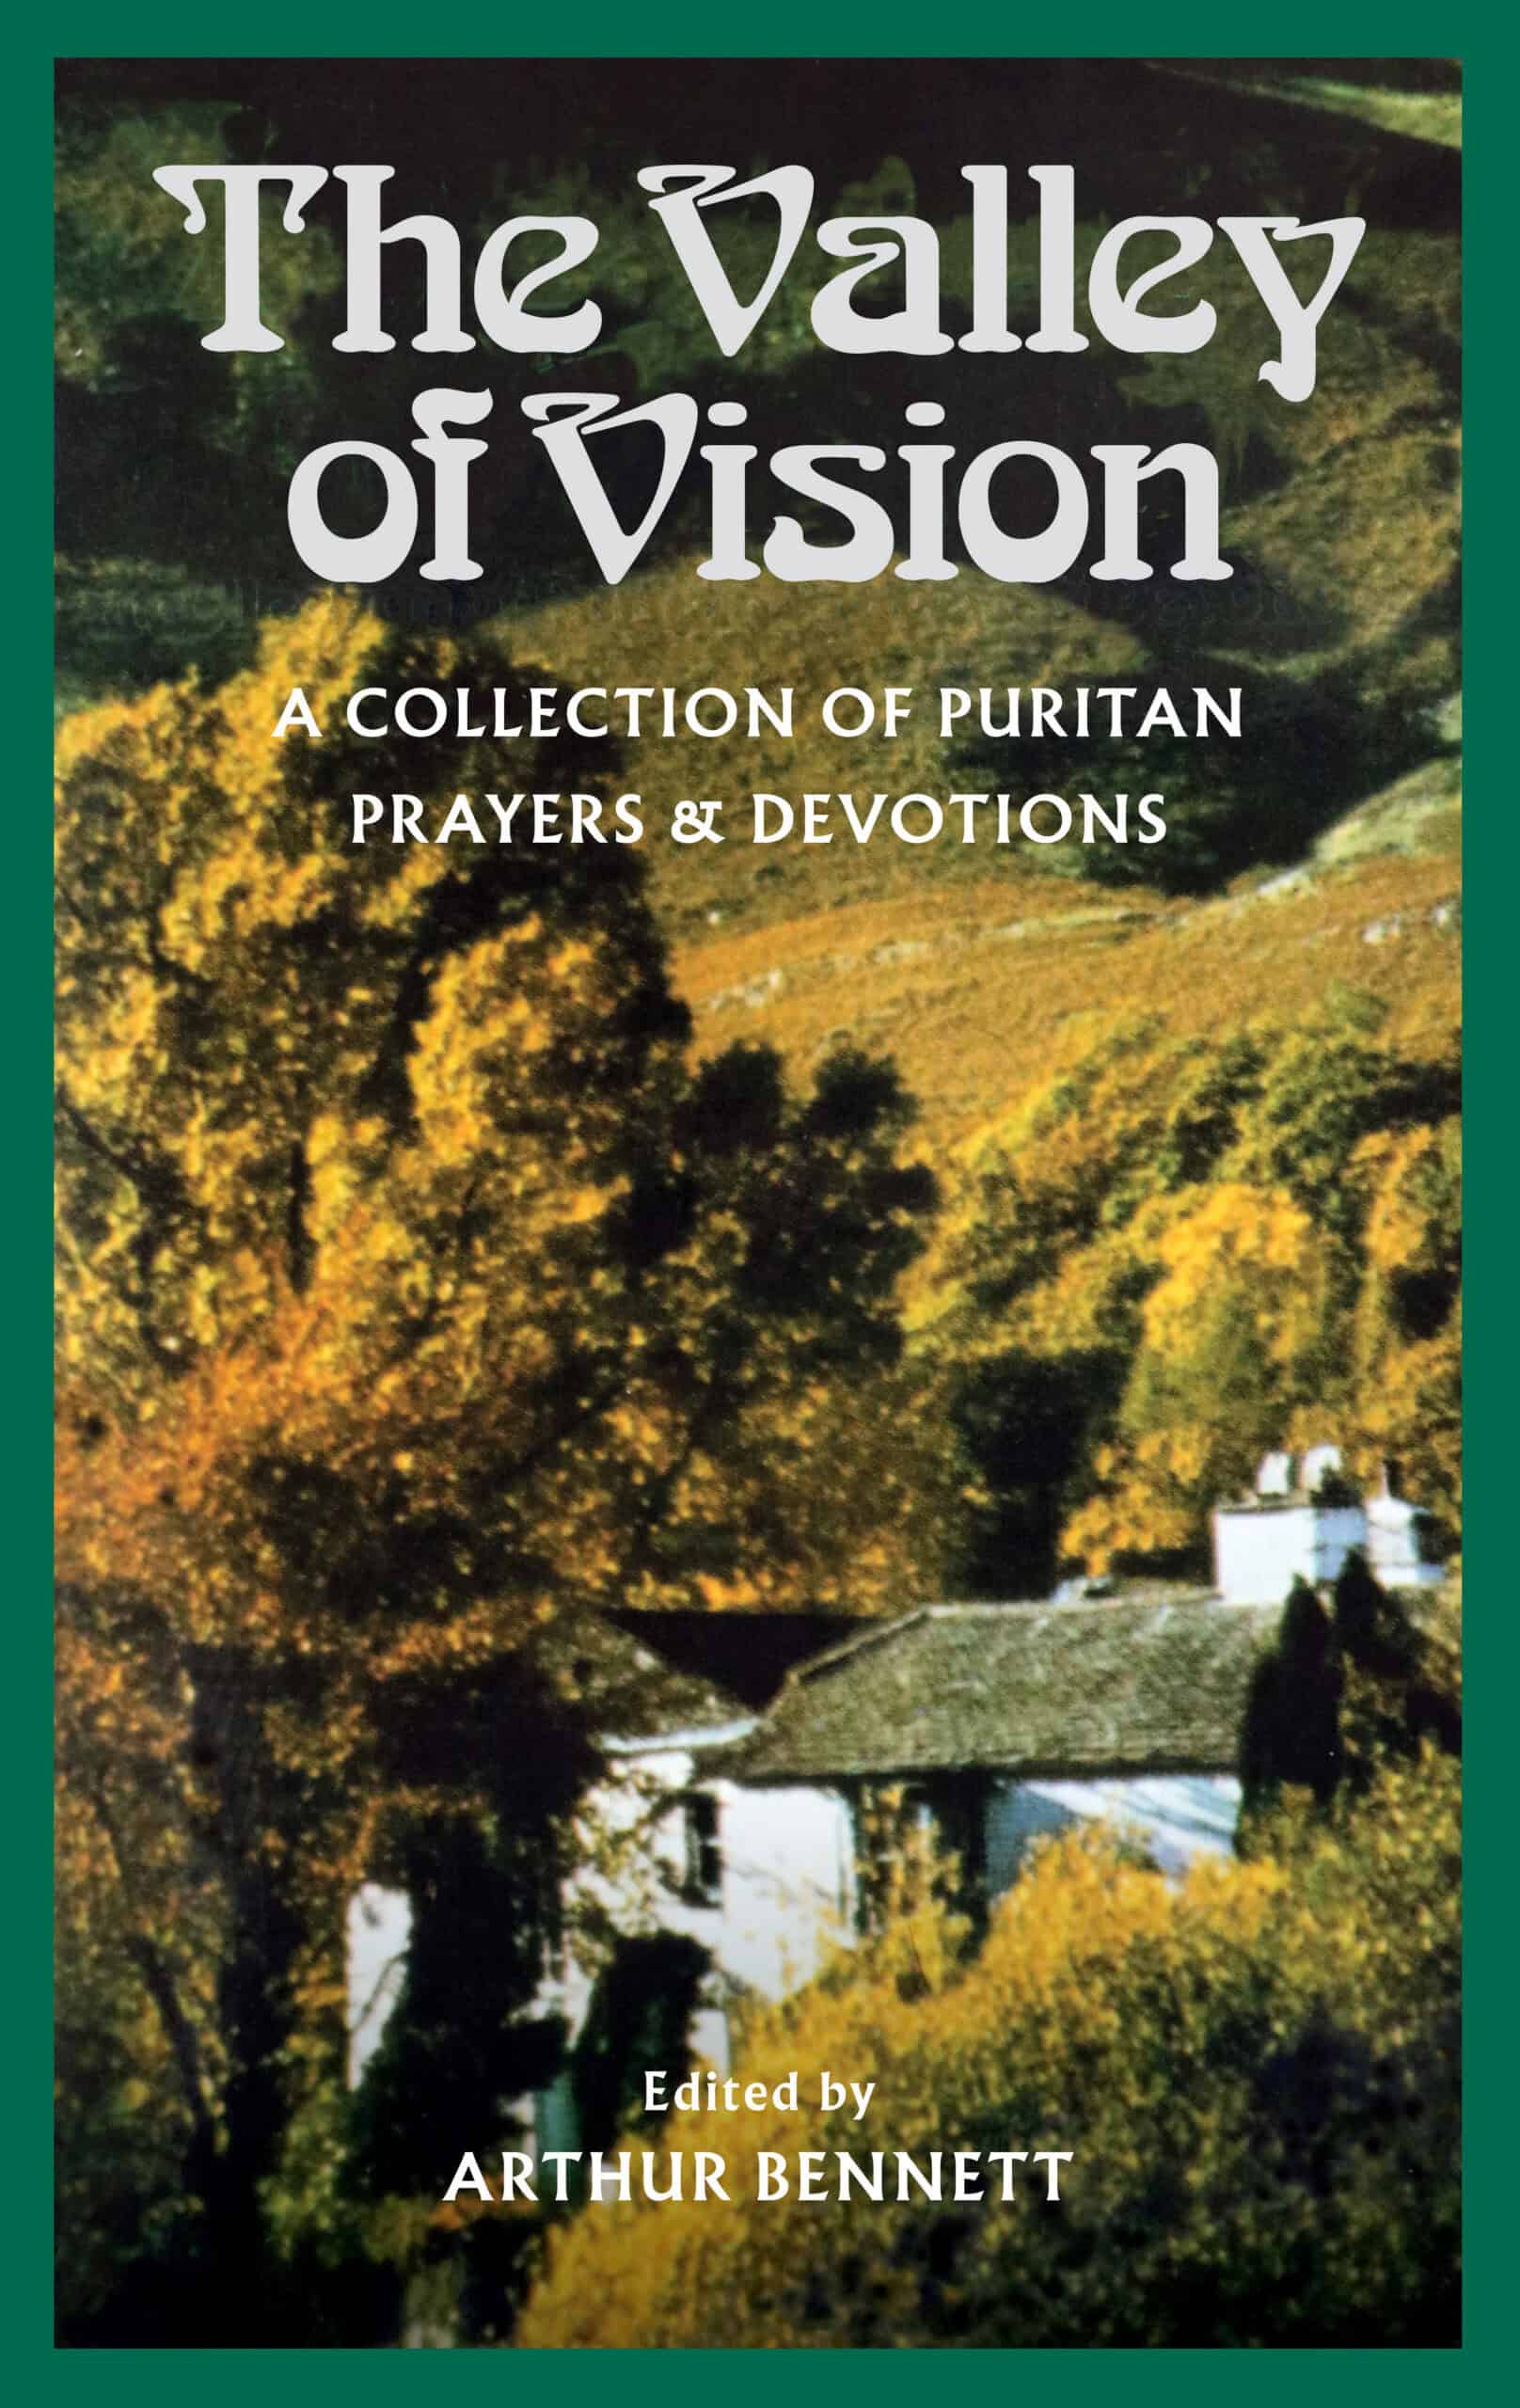 The Valley
of Vision
A COLLECTION OF PURITAN
PRAYERS & DEVOTIONS
Edited by
ARTHUR BENNETT